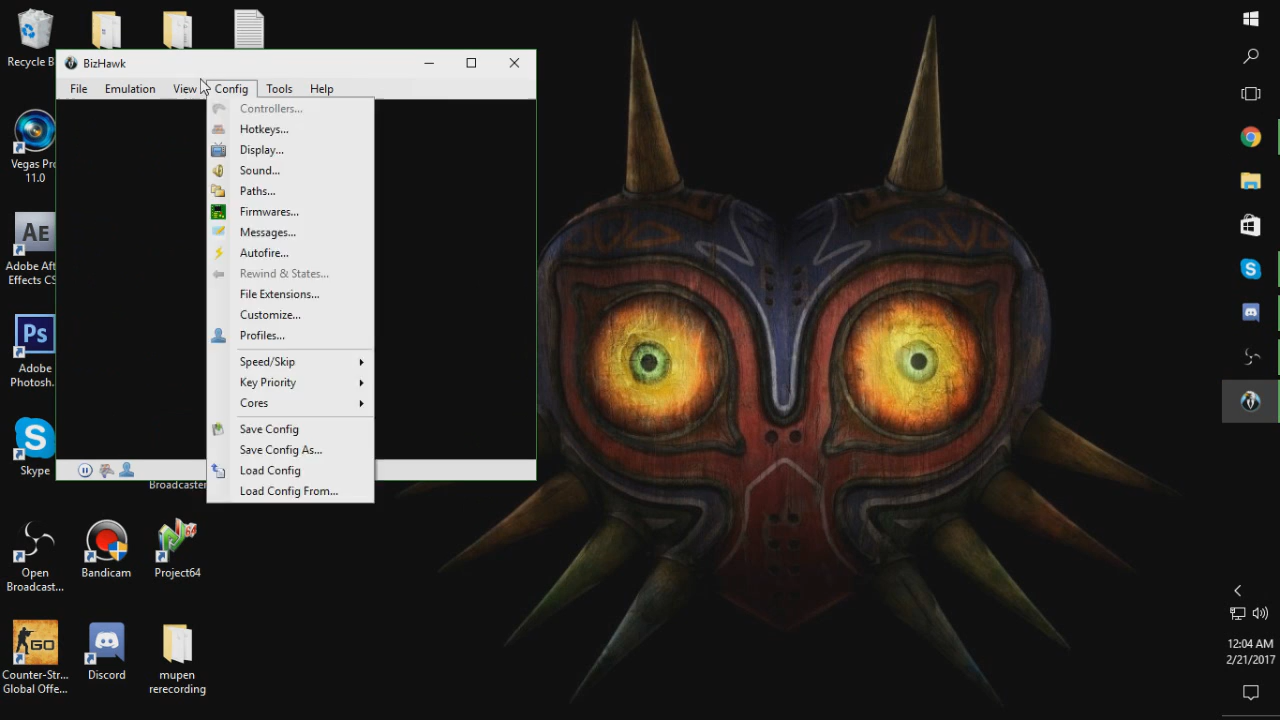 Recycle B
BizHawk
File Emulation View Config Tools Help
Controllers...
Hotkeys...
Display...
Sound...
Paths...
Firmwares...
Messages...
Autofire...
Rewind & States...
File Extensions...
Customize...
Profiles...
Speed/Skip
Key Priority
Cores
Save Config
Save Config As...
Load Config
Load Config From...
Vegas Pro
11.0
AE
Adobe Aft
Effects CS
Ps
Adobe
Photosh...
Skype
Broadcaster
Open
Broadcast...
Bandicam
64
Project64
GO
Counter-Str...
Global Offe...
Discord
mupen
rerecording
12:04 AM
2/21/2017